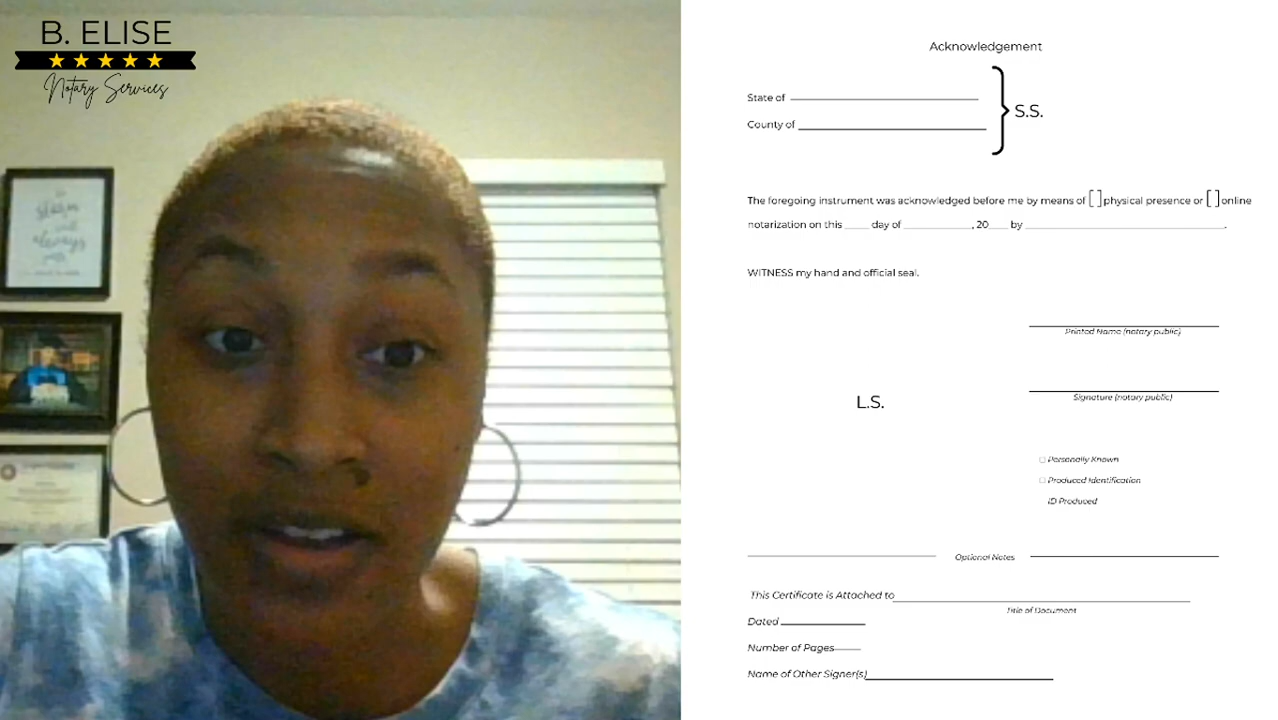 B. ELISE
Notary Services
always
Acknowledgement
State of
County of
S.S.
The foregoing instrument was acknowledged before me by means of [ ] physical presence or [ ] online
notarization on this ____ day of ____________, 20____ by ______________________________.
WITNESS my hand and official seal.
Printed Name (notary public)
Signature (notary public)
L.S.
Personally Known
Produced Identification
ID Produced
Optional Notes
This Certificate is Attached to
Title of Document
Dated
Number of Pages
Name of Other Signer(s)